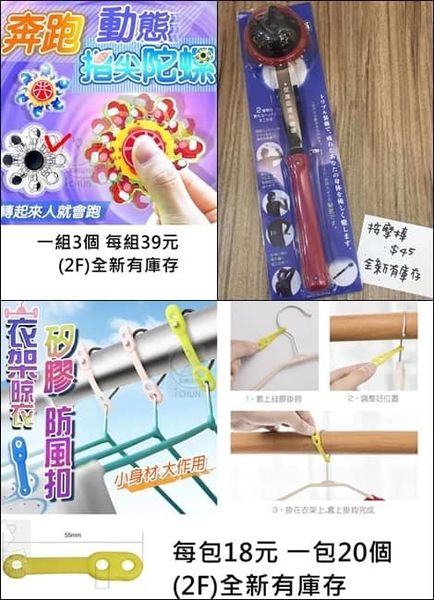 奔跑 動態
指尖陀螺
轉起來人就會跑
一組3個 每組39元
(2F)全新有庫存
按摩棒
$45
全新有庫存
衣架晾衣
矽膠 防風扣
I CHUN
小身材 大作用
1、套上硅膠掛鉤
2、調整好位置
3、掛在衣架上,套上掛鉤完成
55mm
每包18元 一包20個
(2F)全新有庫存